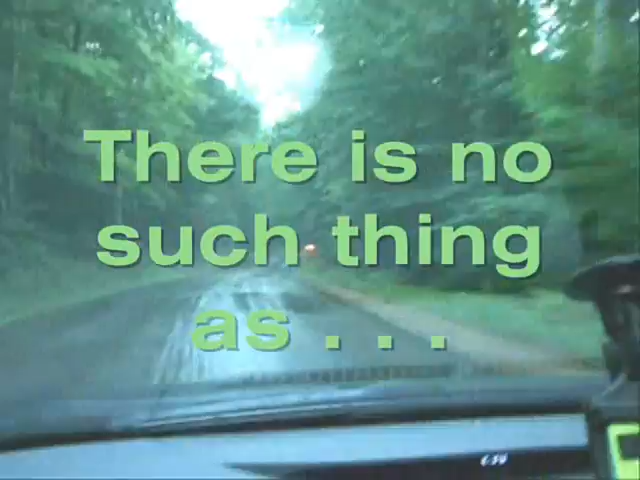 There is no
such thing
as . . .